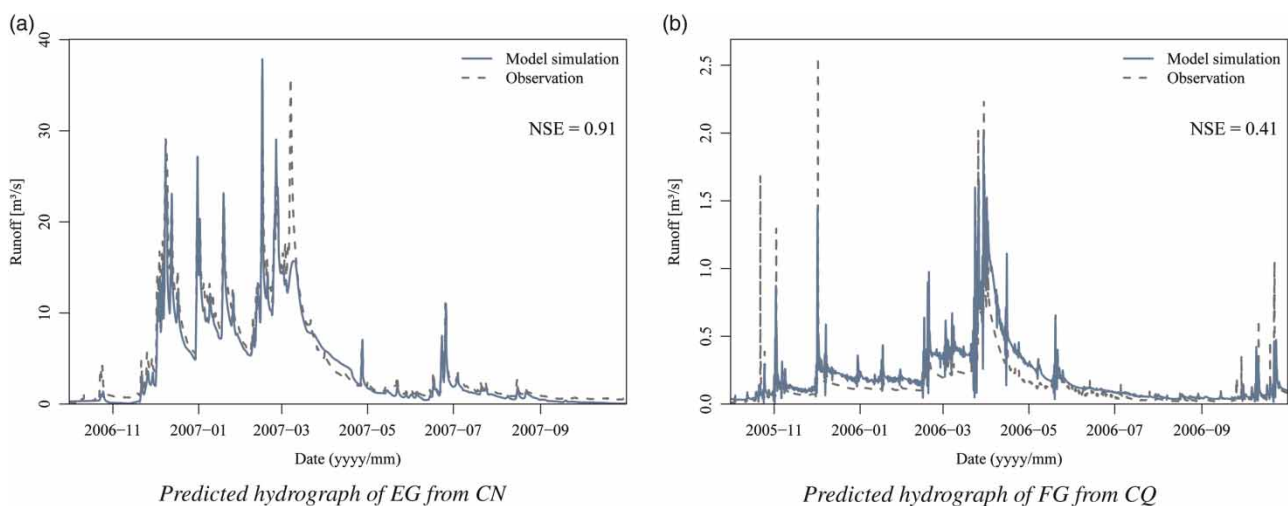 (a)
40
30
20
10
0
Runoff [m³/s]
Model simulation
Observation
NSE = 0.91
2006−11
2007−01
2007−03
2007−05
2007−07
2007−09
Date (yyyy/mm)
Predicted hydrograph of EG from CN
(b)
2.5
2.0
1.5
1.0
0.5
0.0
Runoff [m³/s]
Model simulation
Observation
NSE = 0.41
2005−11
2006−01
2006−03
2006−05
2006−07
2006−09
Date (yyyy/mm)
Predicted hydrograph of FG from CQ